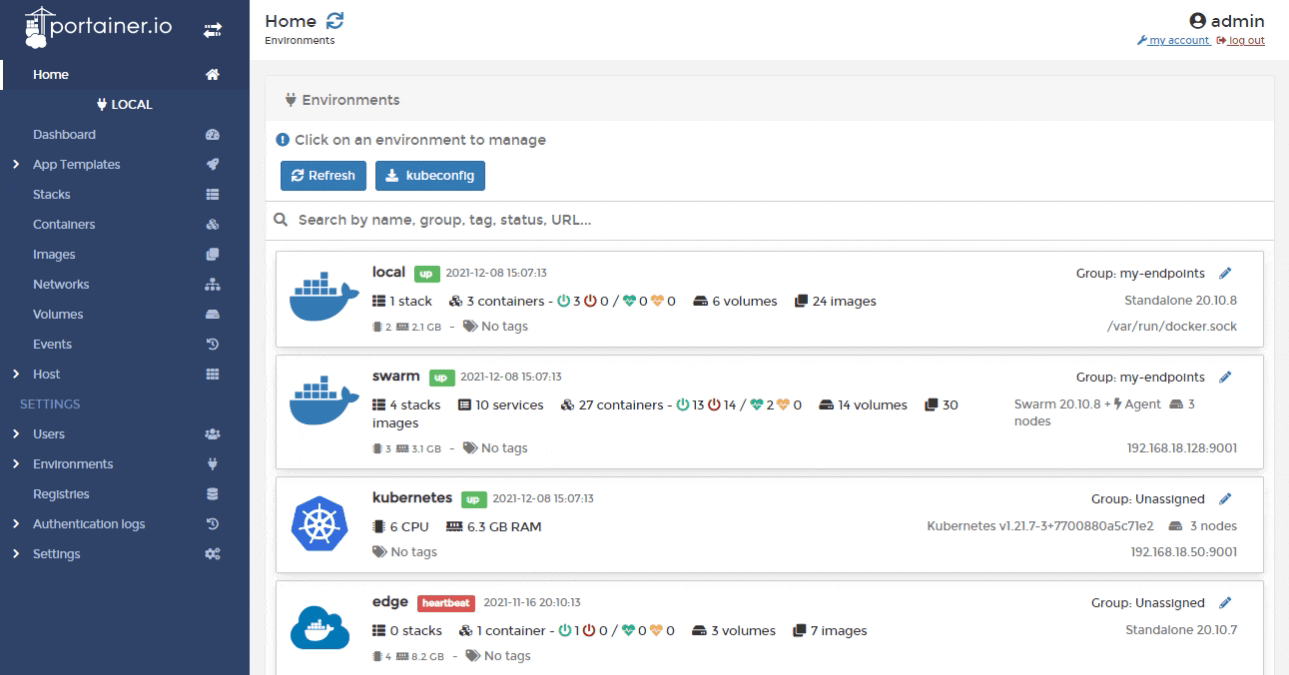 portainer.io
Home
LOCAL
Dashboard
App Templates
Stacks
Containers
Images
Networks
Volumes
Events
Host
SETTINGS
Users
Environments
Registries
Authentication logs
Settings
Home
Environments
admin
my account log out
Environments
Click on an environment to manage
Refresh kubeconfig
Search by name, group, tag, status, URL...
local up 2021-12-08 15:07:13 Group: my-endpoints
1 stack 3 containers - 3 0 / 0 0 6 volumes 24 images Standalone 20.10.8
2 2.1 GB - No tags /var/run/docker.sock
swarm up 2021-12-08 15:07:13 Group: my-endpoints
4 stacks 10 services 27 containers - 13 14 / 2 0 14 volumes 30 Swarm 20.10.8 + Agent 3
images nodes
3 3.1 GB - No tags 192.168.18.128:9001
kubernetes up 2021-12-08 15:07:13 Group: Unassigned
6 CPU 6.3 GB RAM Kubernetes v1.21.7-3+7700880a5c71e2 3 nodes
No tags 192.168.18.50:9001
edge heartbeat 2021-11-16 20:10:13 Group: Unassigned
0 stacks 1 container - 1 0 / 0 0 3 volumes 7 images Standalone 20.10.7
4 8.2 GB - No tags